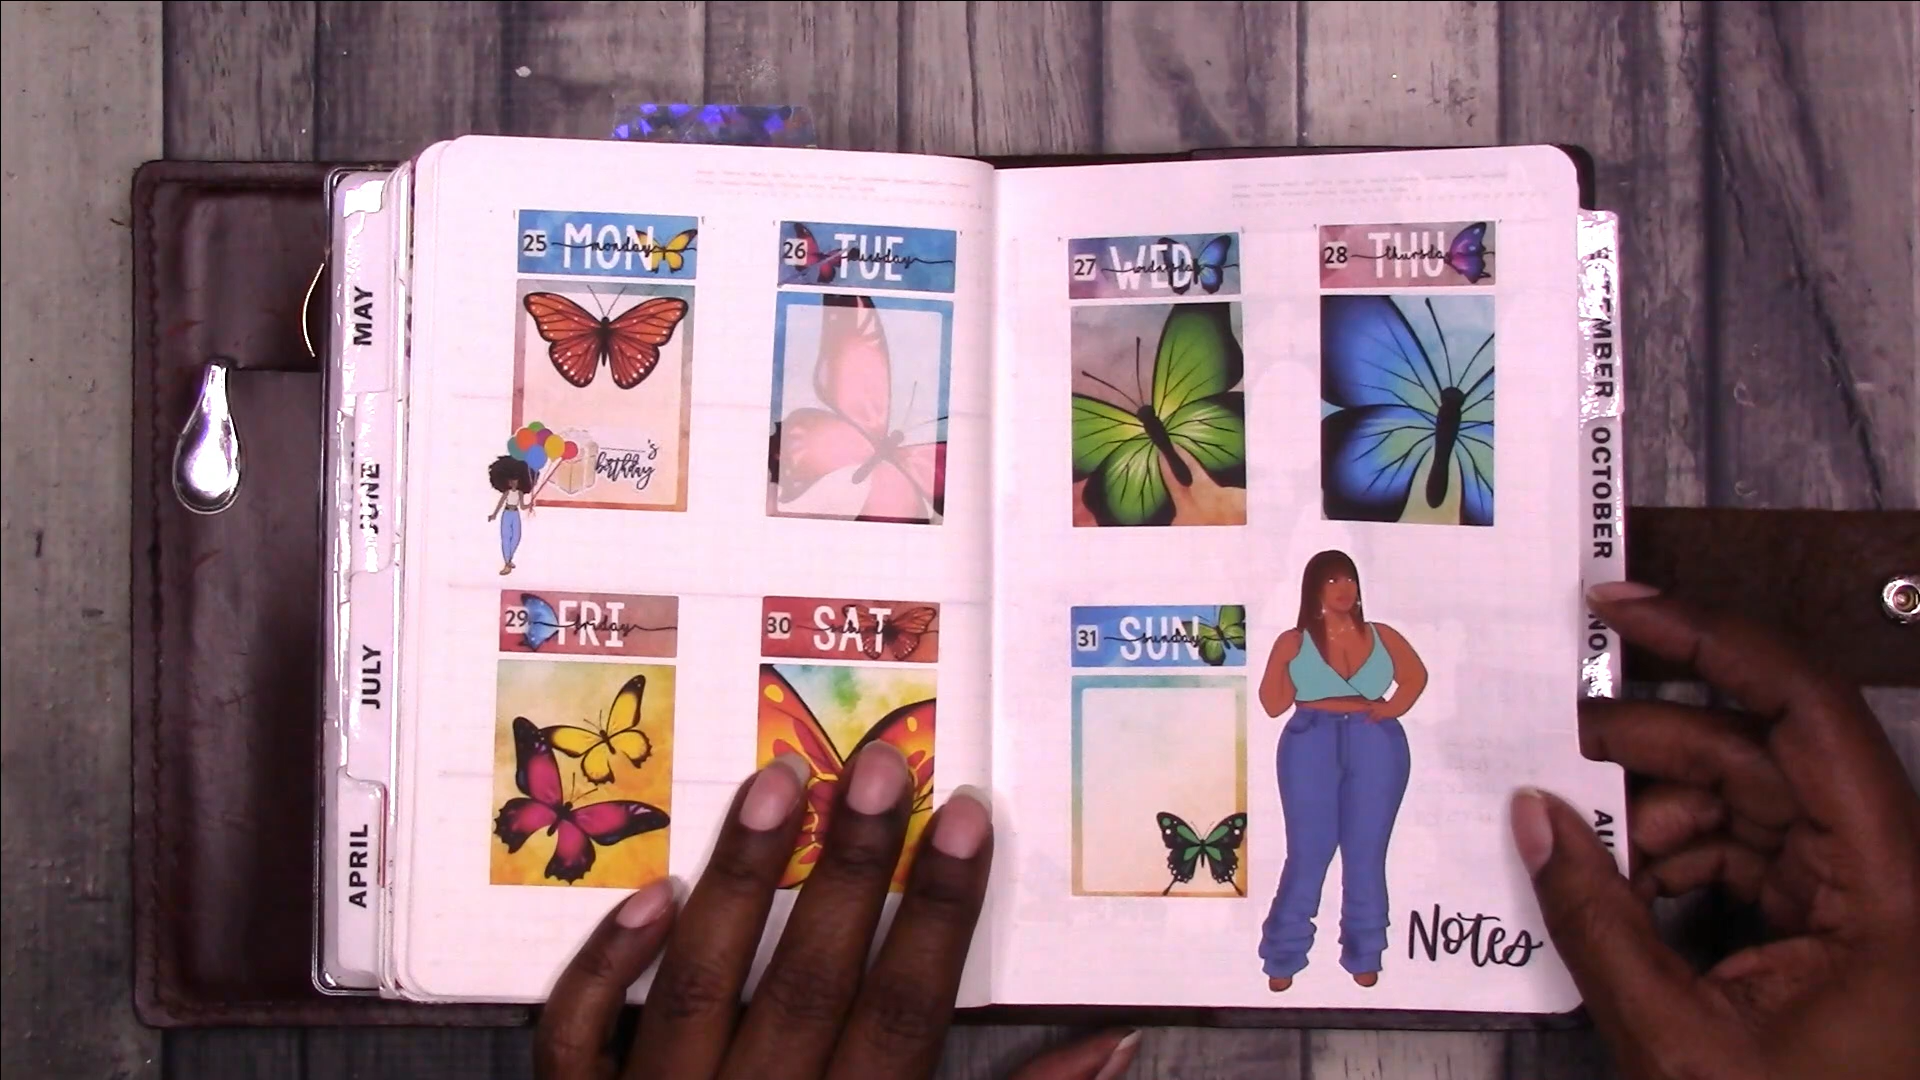 25 MON monday
26 TUE tuesday
27 WED wednesday
28 THU thursday
's
birthday
29 FRI friday
30 SAT
31 SUN sunday
Notes
MAY
JUNE
JULY
APRIL
OCTOBER